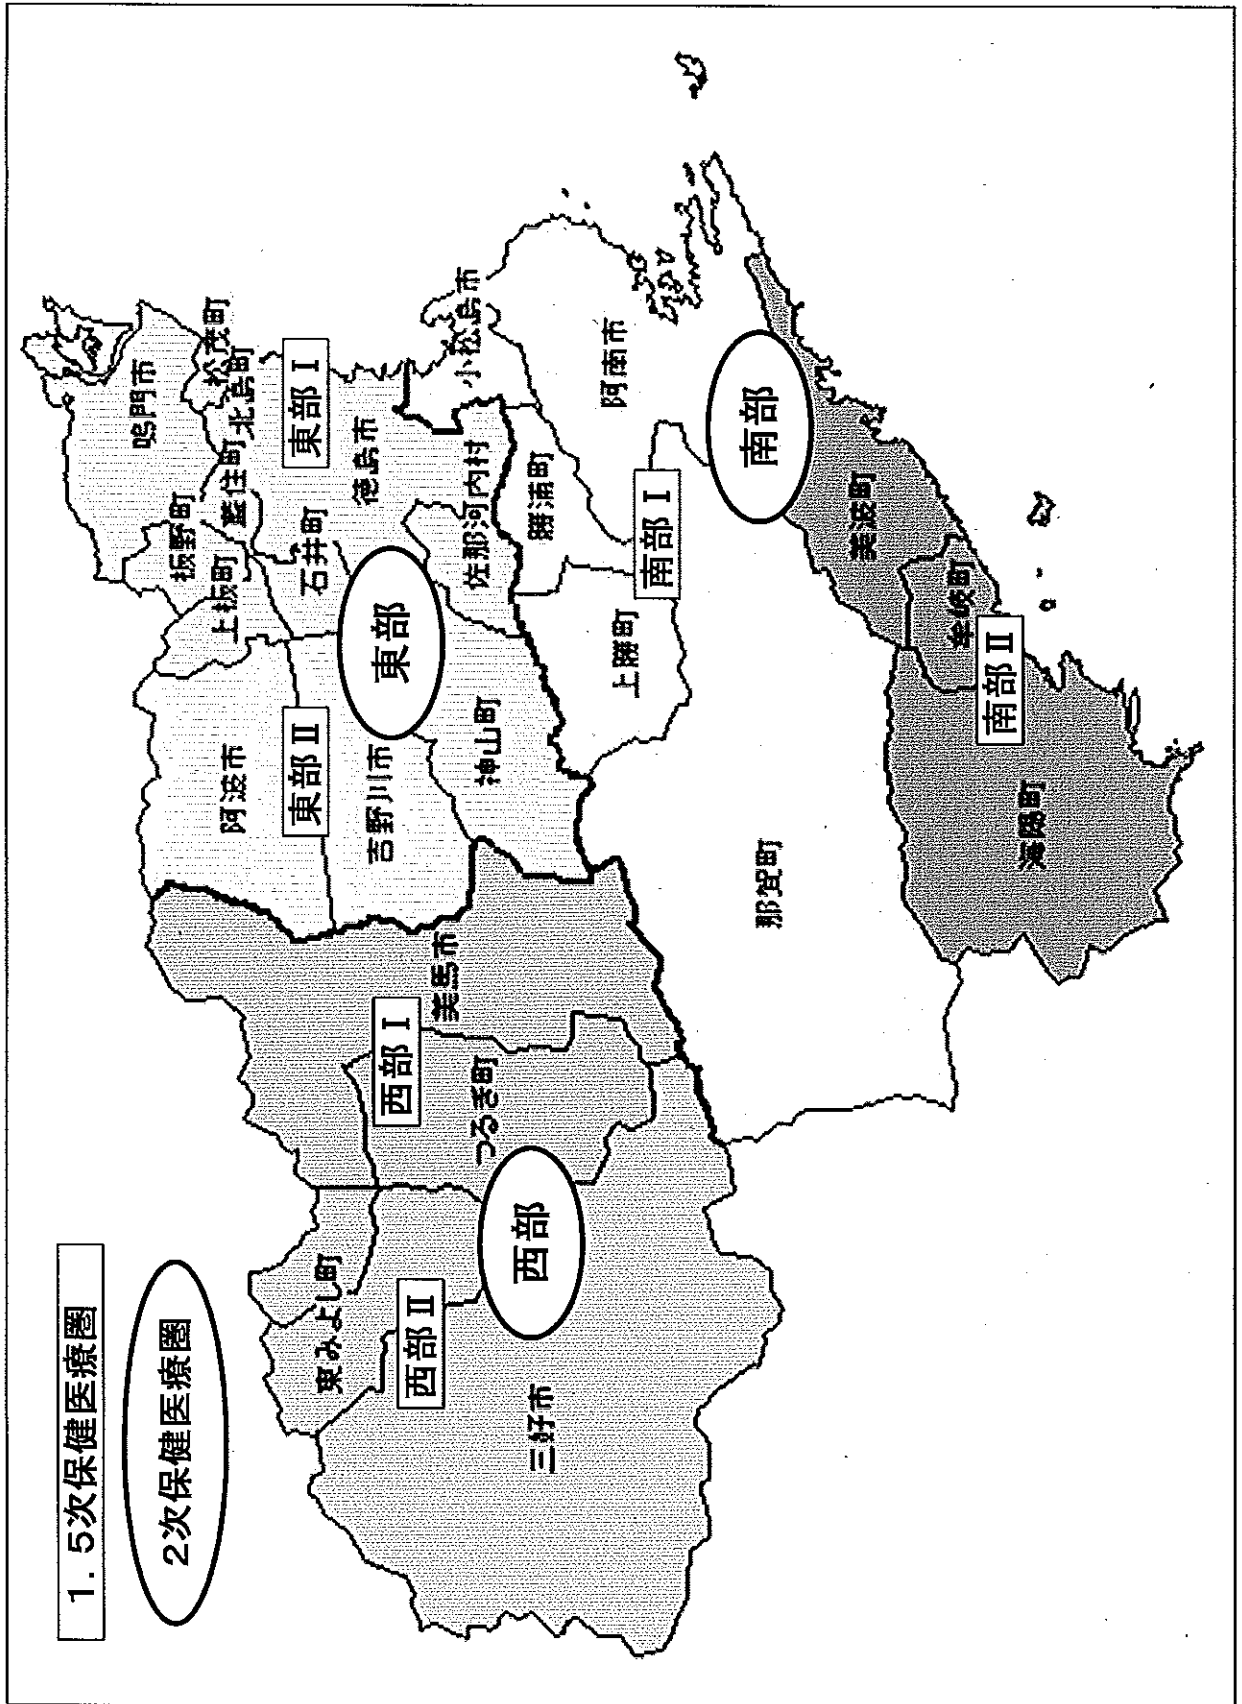 1.5次保健医療圏
2次保健医療圏
鳴門市
松茂町
北島町
藍住町
板野町
上板町
東部Ⅰ
徳島市
石井町
佐那河内村
東部
阿波市
東部Ⅱ
吉野川市
神山町
小松島市
勝浦町
上勝町
阿南市
南部Ⅰ
南部
那賀町
美波町
牟岐町
南部Ⅱ
海陽町
美馬市
西部Ⅰ
つるぎ町
西部
東みよし町
西部Ⅱ
三好市